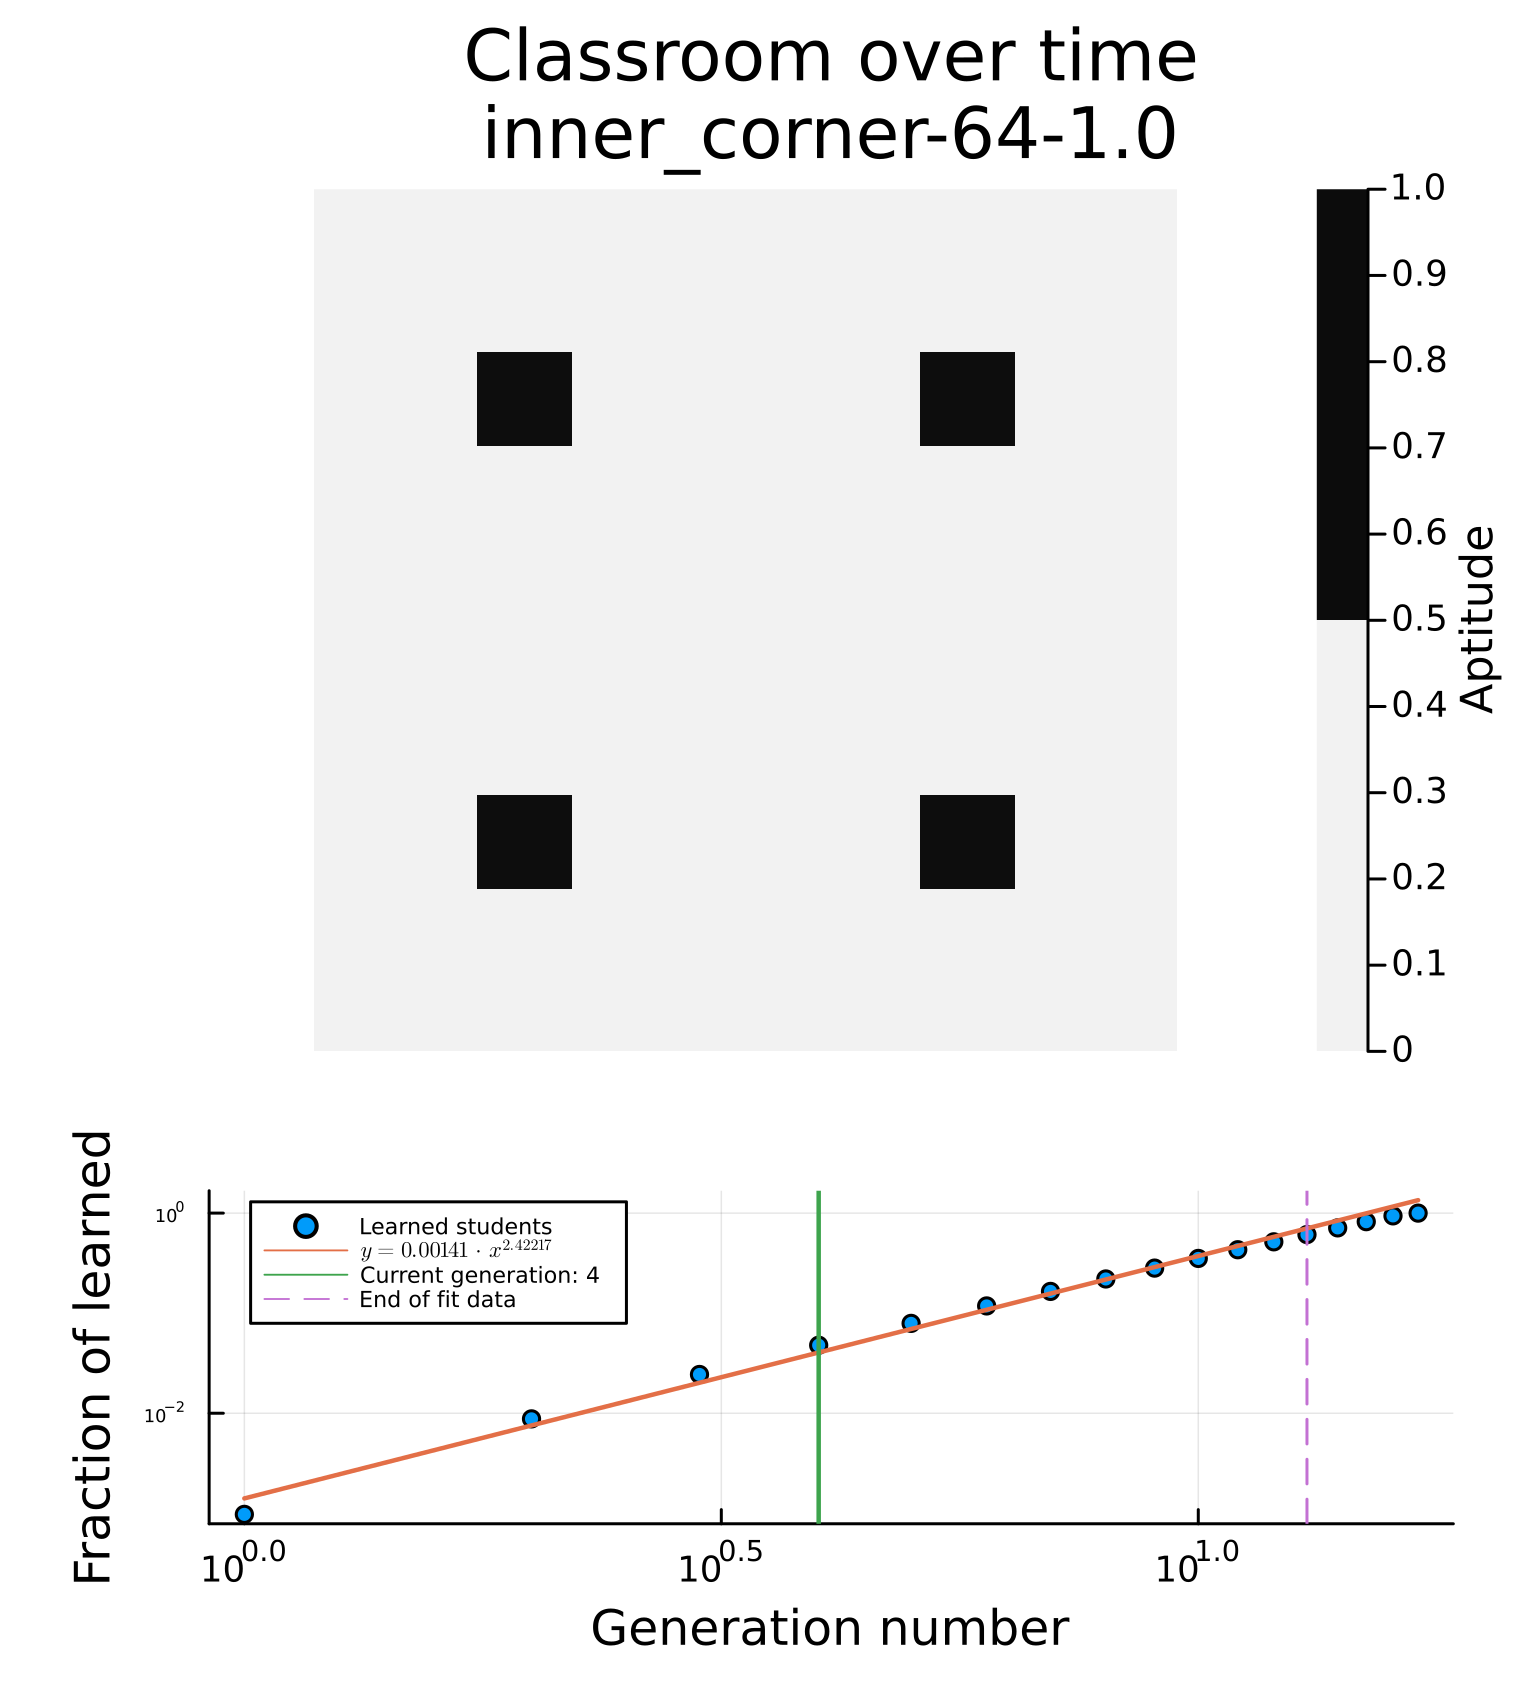 Classroom over time
inner_corner-64-1.0
1.0
0.9
0.8
0.7
0.6
0.5
0.4
0.3
0.2
0.1
0
Aptitude
Fraction of learned
10^0
10^-2
Learned students
y = 0.00141 · x^2.42217
Current generation: 4
End of fit data
10^0.0
10^0.5
10^1.0
Generation number